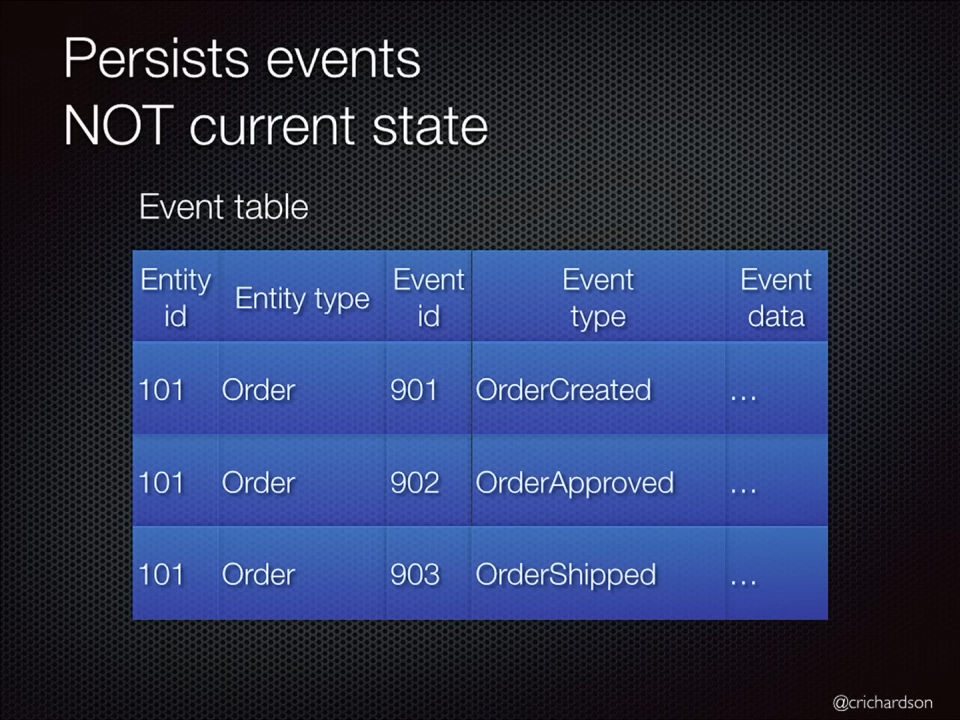 Persists events
NOT current state
Event table
Entity id Entity type Event id Event type Event data
101 Order 901 OrderCreated …
101 Order 902 OrderApproved …
101 Order 903 OrderShipped …
@crichardson